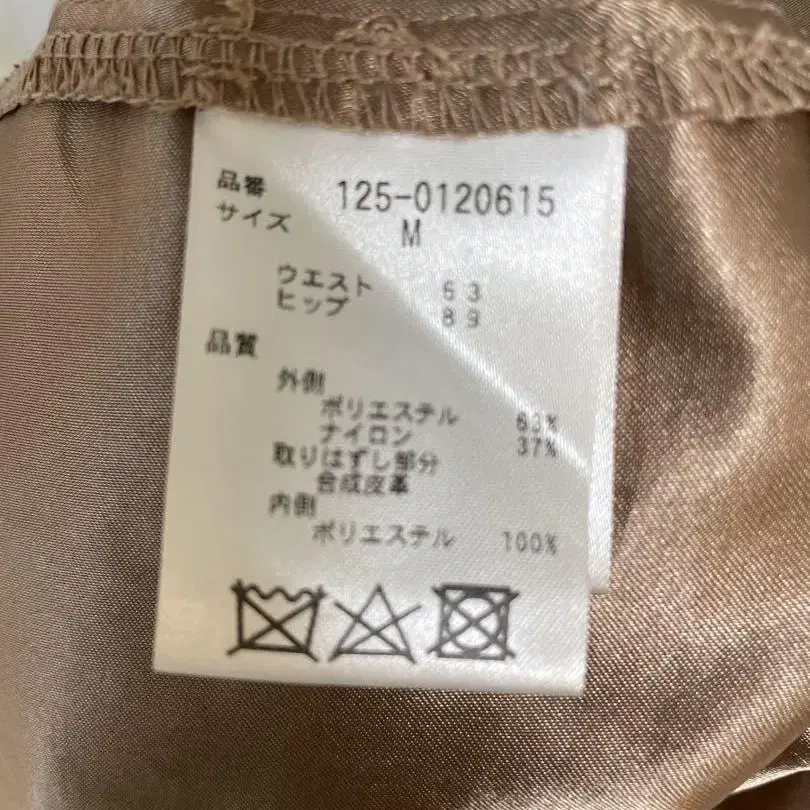 品番 125-0120615
サイズ M
ウエスト 63
ヒップ 89
品質
外側
ポリエステル 63%
ナイロン 37%
取りはずし部分
合成皮革
内側
ポリエステル 100%